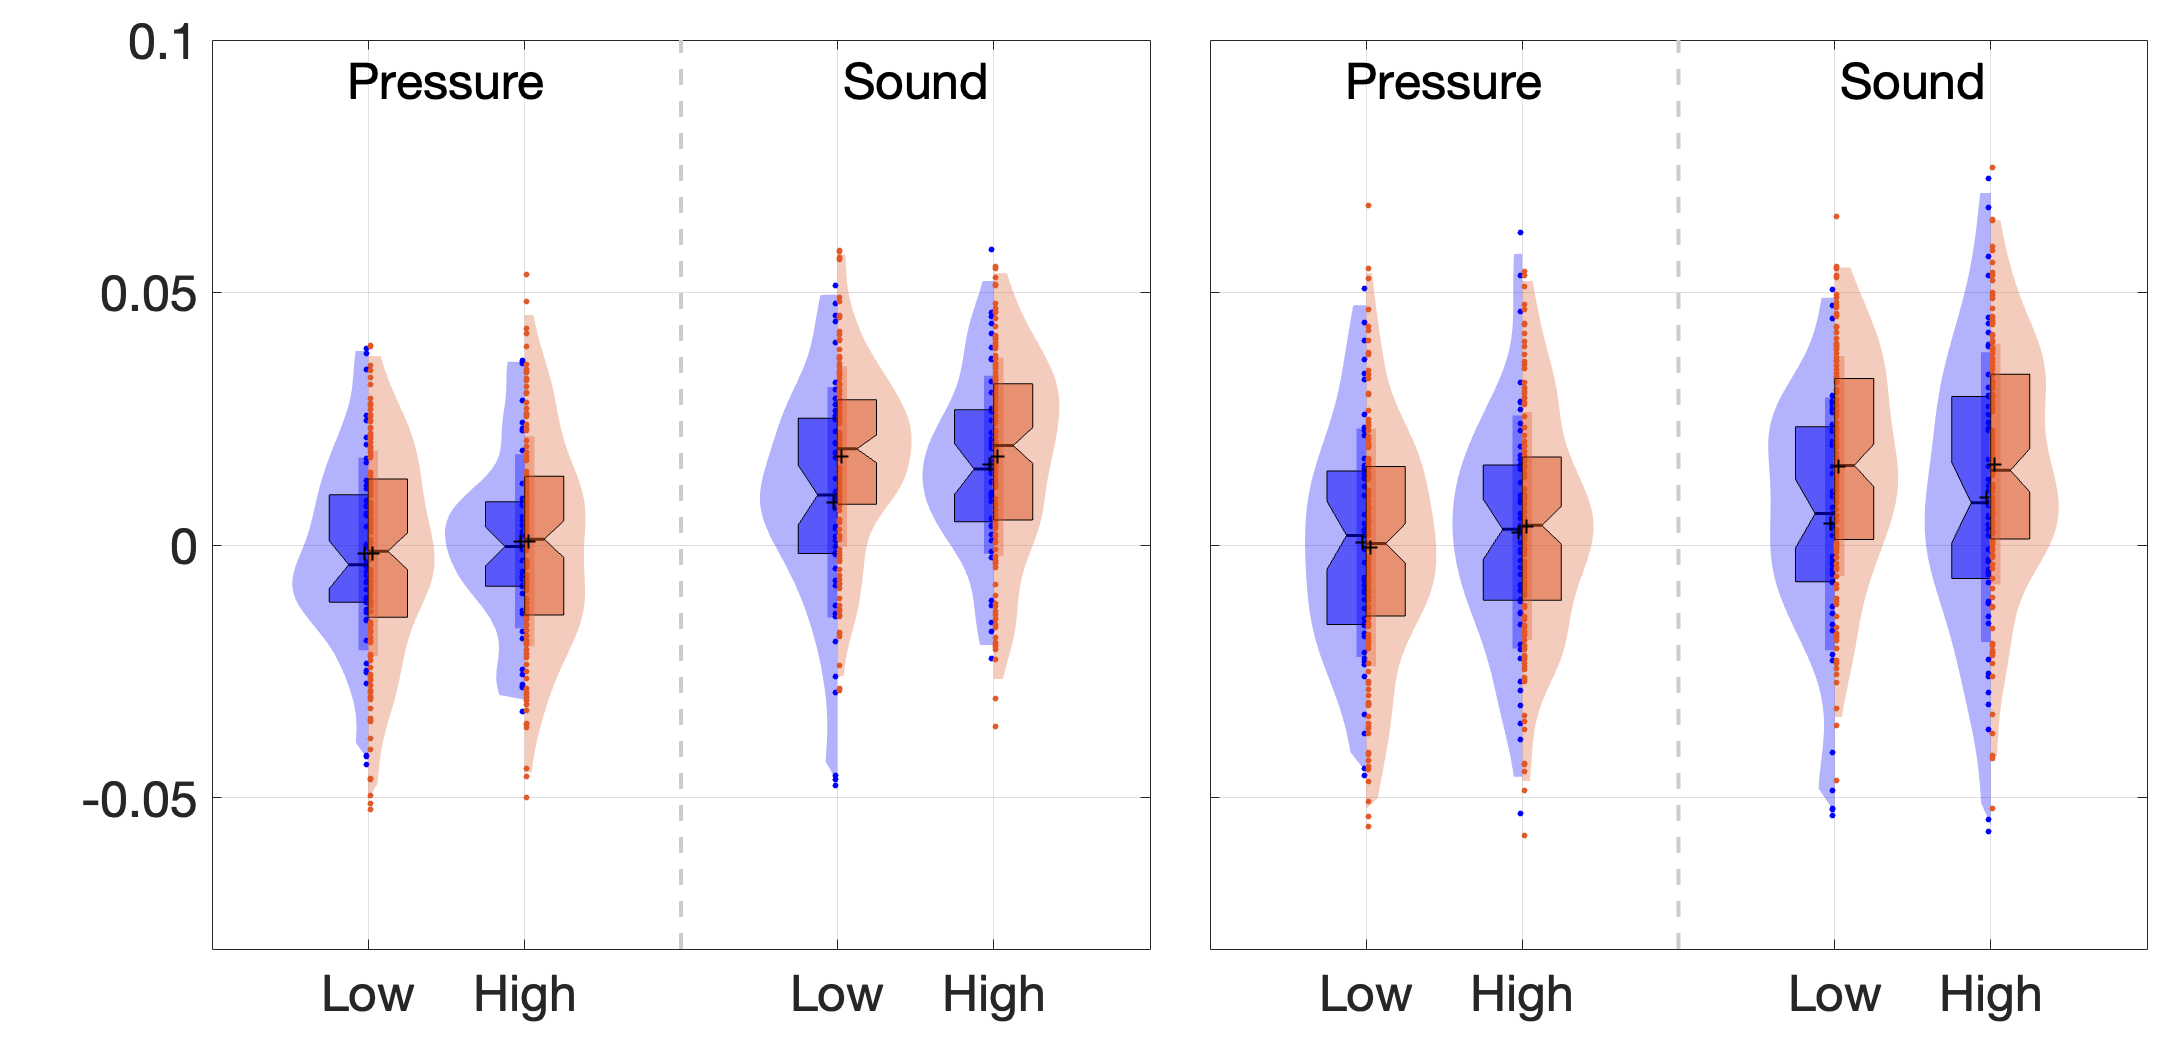 0.1
0.05
0
-0.05
Pressure Sound
Low High Low High
Pressure Sound
Low High Low High